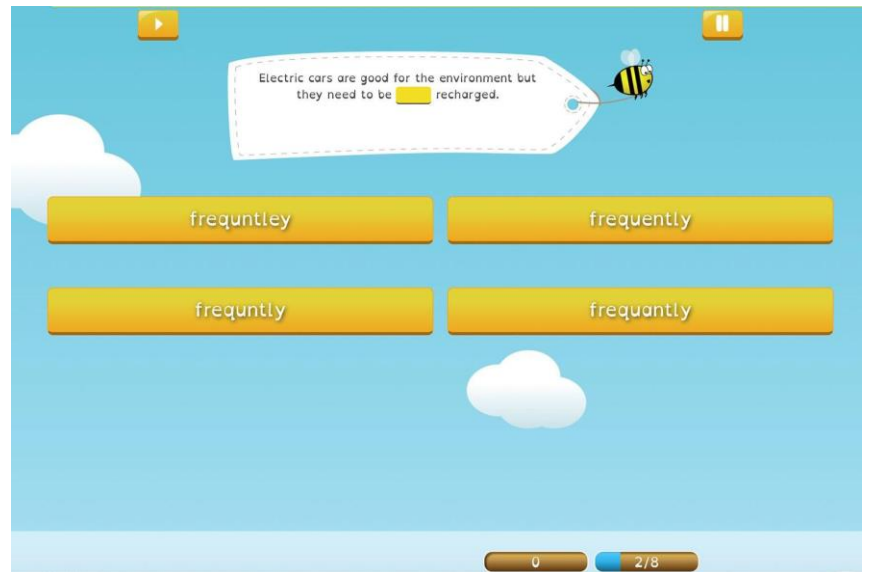 Electric cars are good for the environment but
they need to be recharged.
frequntley
frequently
frequntly
frequantly
0
2/8